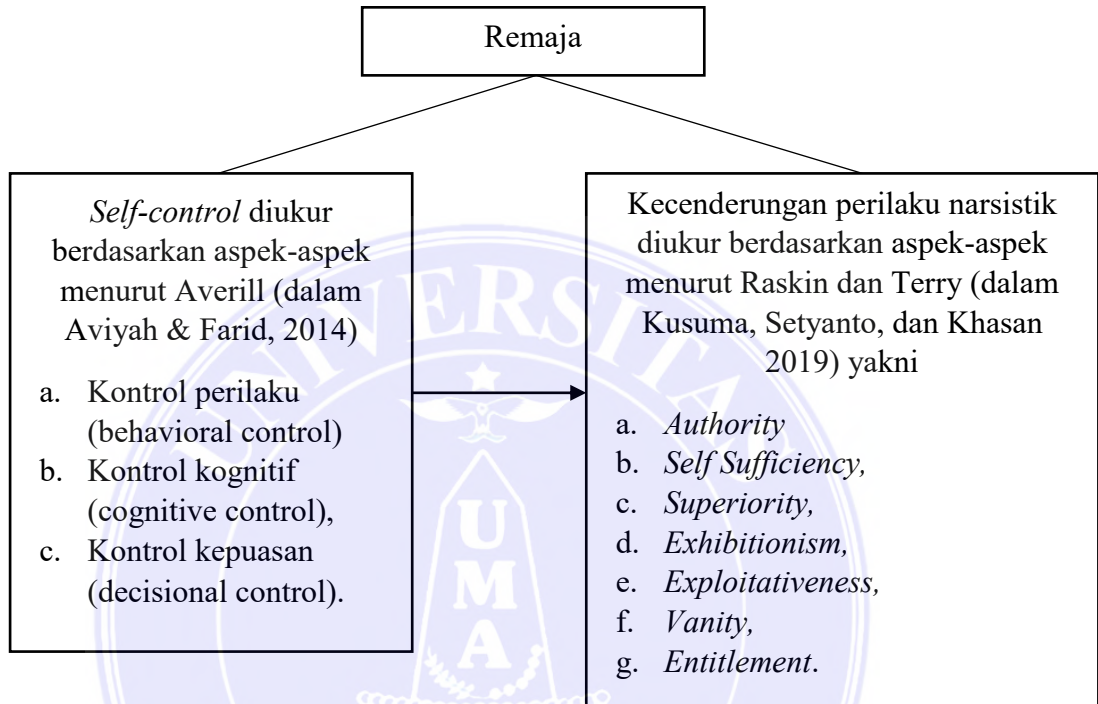 Remaja
Self-control diukur
berdasarkan aspek-aspek
menurut Averill (dalam
Aviyah & Farid, 2014)
a. Kontrol perilaku
(behavioral control)
b. Kontrol kognitif
(cognitive control),
c. Kontrol kepuasan
(decisional control).
Kecenderungan perilaku narsistik
diukur berdasarkan aspek-aspek
menurut Raskin dan Terry (dalam
Kusuma, Setyanto, dan Khasan
2019) yakni
a. Authority
b. Self Sufficiency,
c. Superiority,
d. Exhibitionism,
e. Exploitativeness,
f. Vanity,
g. Entitlement.
UNIVERSITAS
UMA